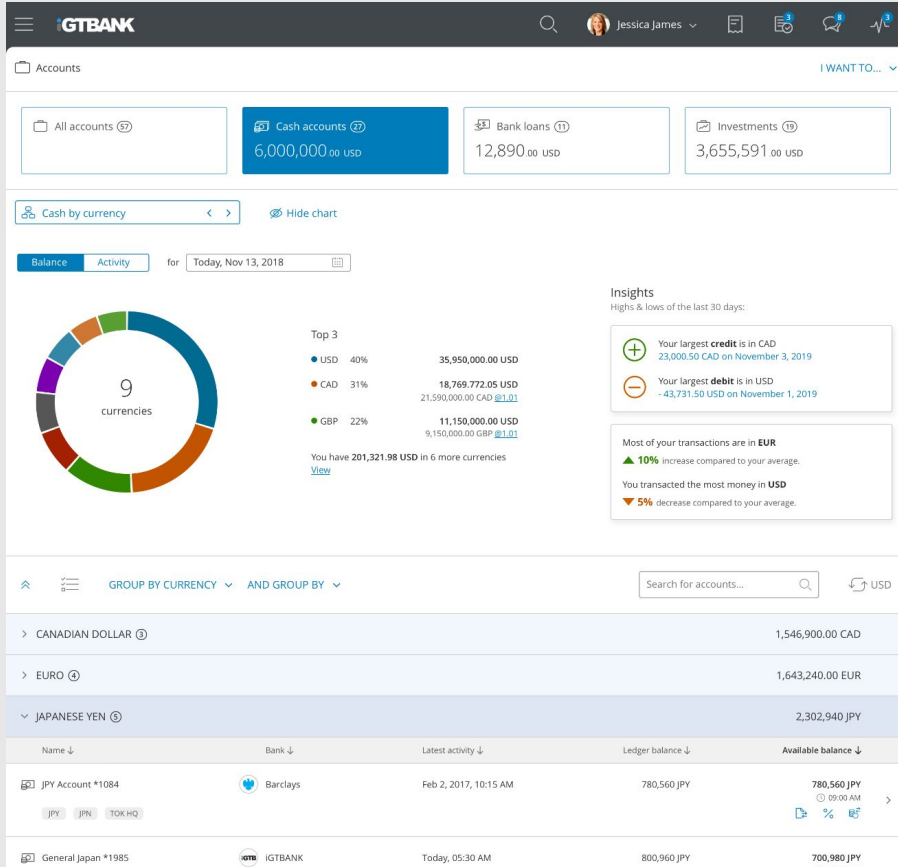 iGTBANK
Jessica James
3
8
3
Accounts
I WANT TO...
All accounts 57
Cash accounts 27
6,000,000.00 USD
Bank loans 11
12,890.00 USD
Investments 19
3,655,591.00 USD
Cash by currency
Hide chart
Balance Activity for Today, Nov 13, 2018
9
currencies
Top 3
USD 40% 35,950,000.00 USD
CAD 31% 18,769.772.05 USD
21,590,000.00 CAD @1.01
GBP 22% 11,150,000.00 USD
9,150,000.00 GBP @1.01
You have 201,321.98 USD in 6 more currencies
View
Insights
Highs & lows of the last 30 days:
Your largest credit is in CAD
23,000.50 CAD on November 3, 2019
Your largest debit is in USD
- 43,731.50 USD on November 1, 2019
Most of your transactions are in EUR
10% increase compared to your average.
You transacted the most money in USD
5% decrease compared to your average.
GROUP BY CURRENCY AND GROUP BY Search for accounts... USD
CANADIAN DOLLAR 3 1,546,900.00 CAD
EURO 4 1,643,240.00 EUR
JAPANESE YEN 5 2,302,940 JPY
Name Bank Latest activity Ledger balance Available balance
JPY Account *1084 Barclays Feb 2, 2017, 10:15 AM 780,560 JPY 780,560 JPY
09:00 AM
JPY JPN TOK HQ
General Japan *1985 iGTB iGTBANK Today, 05:30 AM 800,960 JPY 700,980 JPY